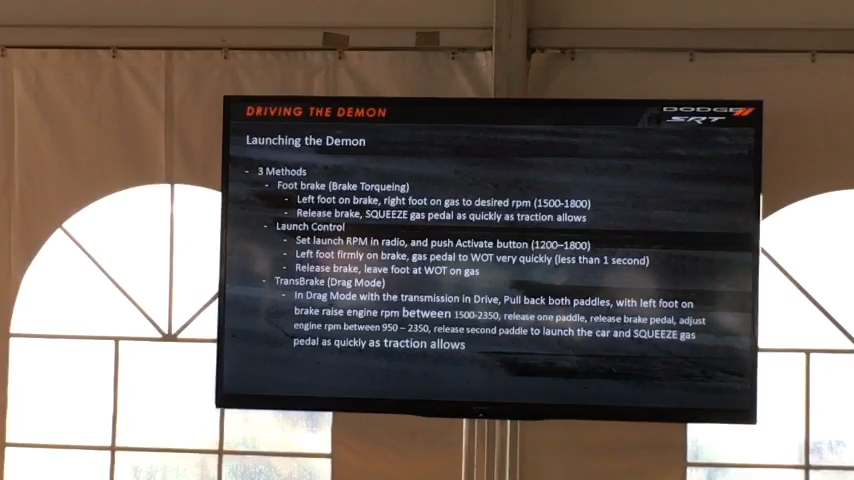 DRIVING THE DEMON
DODGE
SRT
Launching the Demon
- 3 Methods
- Foot brake (Brake Torqueing)
- Left foot on brake, right foot on gas to desired rpm (1500-1800)
- Release brake, SQUEEZE gas pedal as quickly as traction allows
- Launch Control
- Set launch RPM in radio, and push Activate button (1200–1800)
- Left foot firmly on brake, gas pedal to WOT very quickly (less than 1 second)
- Release brake, leave foot at WOT on gas
- TransBrake (Drag Mode)
- In Drag Mode with the transmission in Drive, Pull back both paddles, with left foot on
brake raise engine rpm between 1500-2350, release one paddle, release brake pedal, adjust
engine rpm between 950 – 2350, release second paddle to launch the car and SQUEEZE gas
pedal as quickly as traction allows